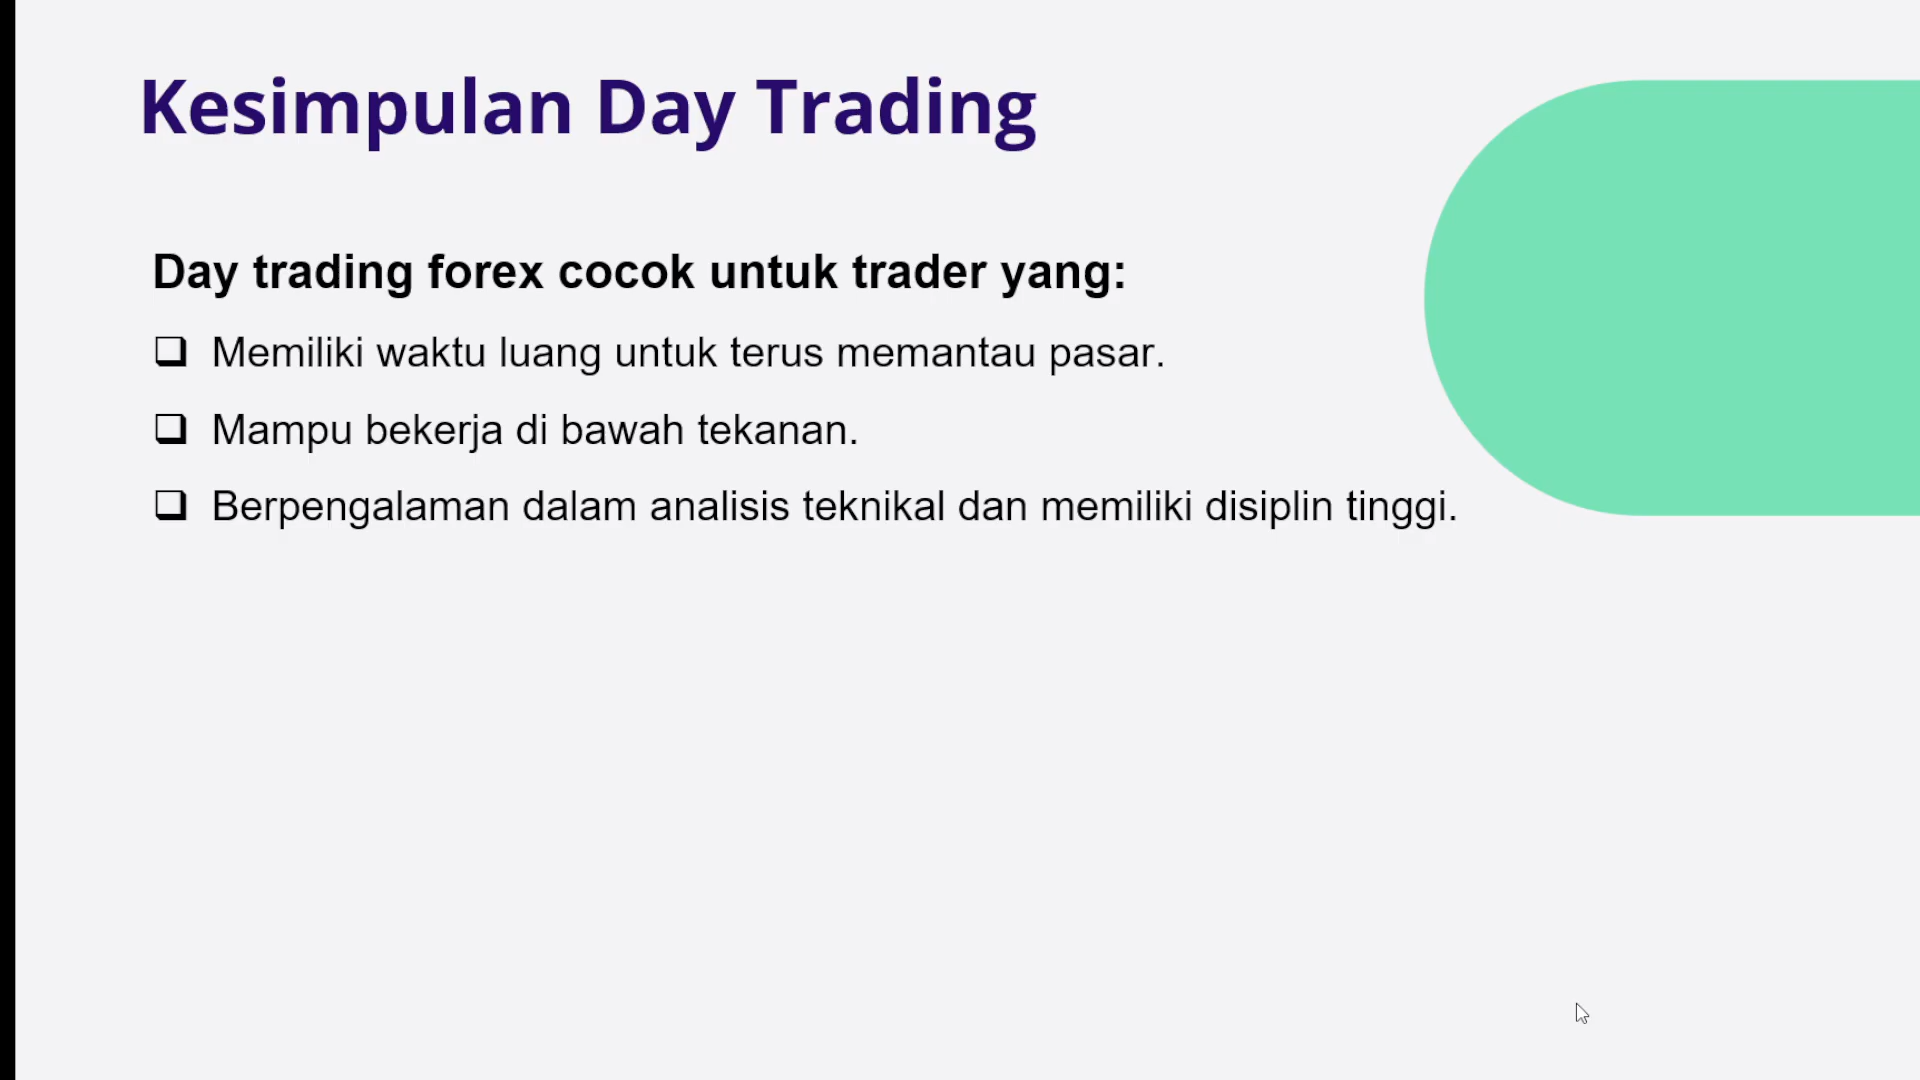 Kesimpulan Day Trading
Day trading forex cocok untuk trader yang:
❑ Memiliki waktu luang untuk terus memantau pasar.
❑ Mampu bekerja di bawah tekanan.
❑ Berpengalaman dalam analisis teknikal dan memiliki disiplin tinggi.